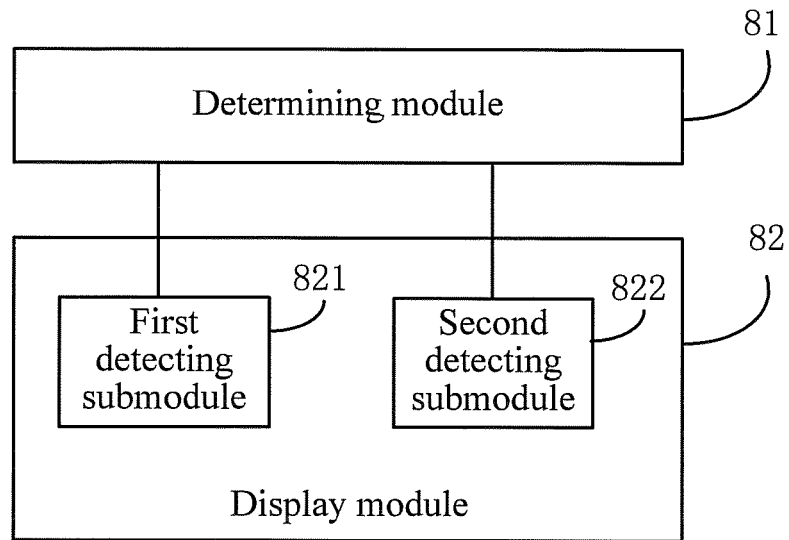 81
Determining module
82
821
822
First
detecting
submodule
Second
detecting
submodule
Display module